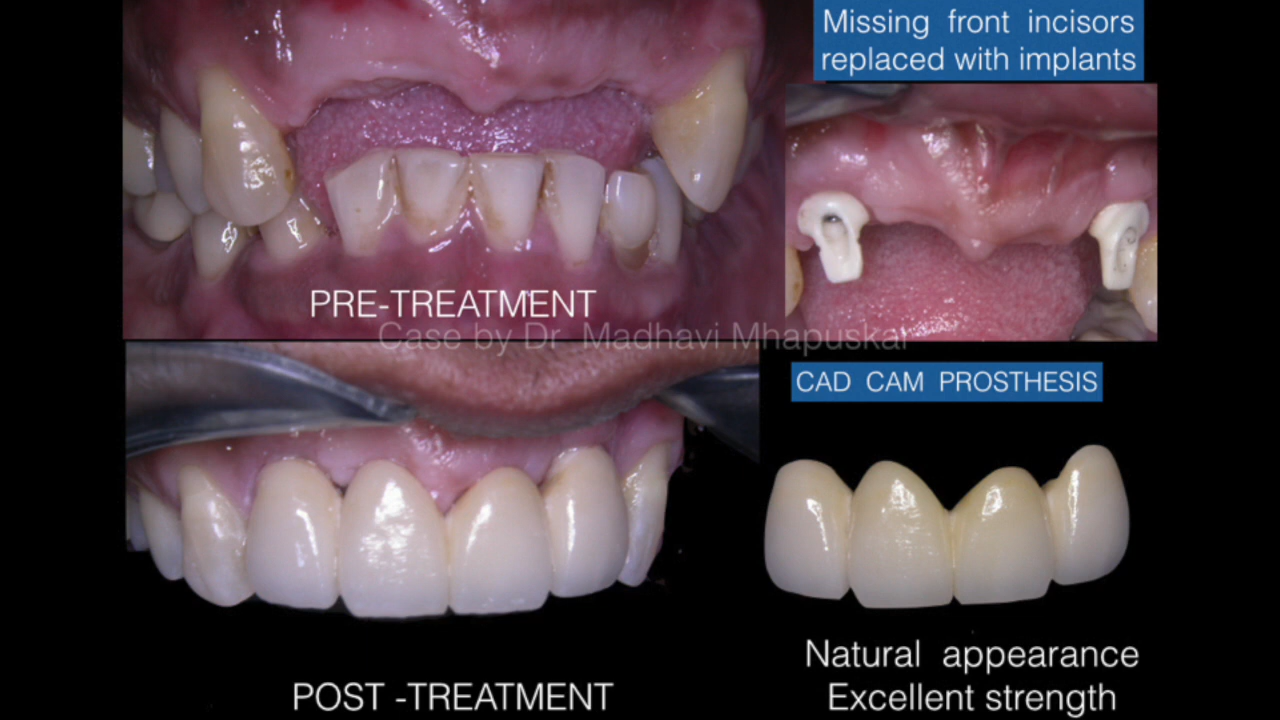 Missing front incisors
replaced with implants
PRE-TREATMENT
Case by Dr Madhavi Mhapuskar
CAD CAM PROSTHESIS
Natural appearance
Excellent strength
POST -TREATMENT